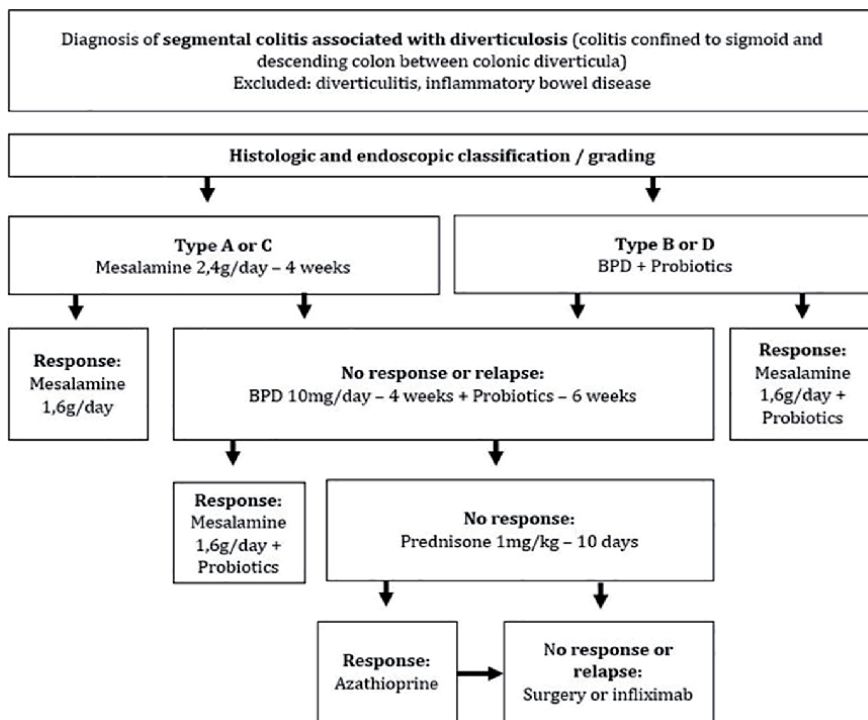 Diagnosis of segmental colitis associated with diverticulosis (colitis confined to sigmoid and
descending colon between colonic diverticula)
Excluded: diverticulitis, inflammatory bowel disease
Histologic and endoscopic classification / grading
Type A or C
Mesalamine 2,4g/day – 4 weeks
Type B or D
BPD + Probiotics
Response:
Mesalamine
1,6g/day
No response or relapse:
BPD 10mg/day – 4 weeks + Probiotics – 6 weeks
Response:
Mesalamine
1,6g/day +
Probiotics
Response:
Mesalamine
1,6g/day +
Probiotics
No response:
Prednisone 1mg/kg – 10 days
Response:
Azathioprine
No response or
relapse:
Surgery or infliximab